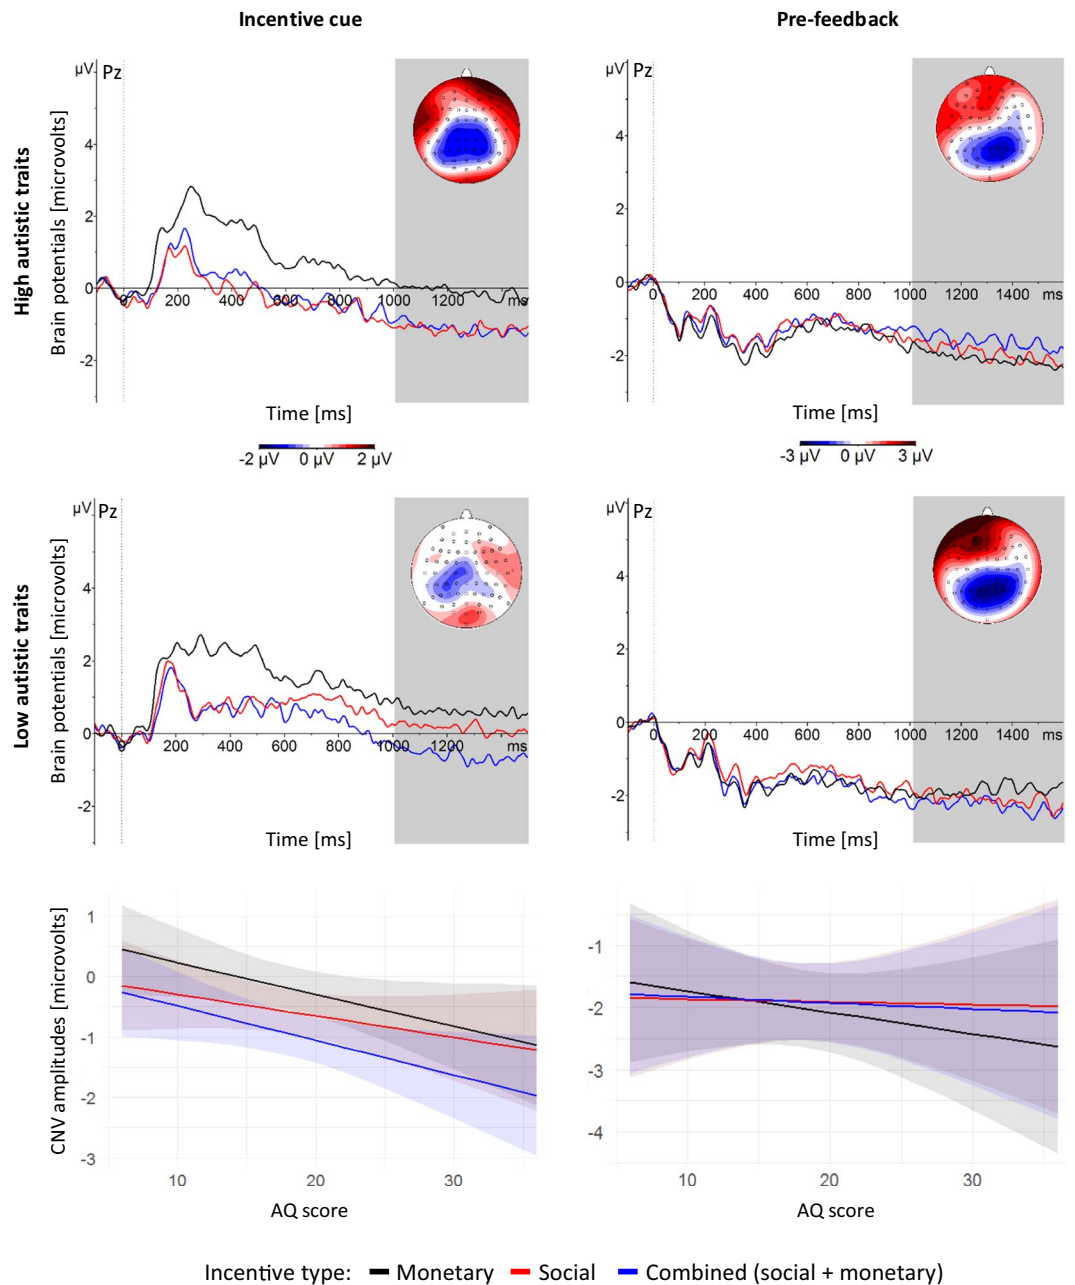 Incentive cue
Pre-feedback
High autistic traits
Brain potentials [microvolts]
µV Pz
4
2
0
-2
0 200 400 600 800 1000 1200 ms
Time [ms]
-2 µV 0 µV 2 µV
µV Pz
4
2
0
-2
0 200 400 600 800 1000 1200 1400 ms
Time [ms]
-3 µV 0 µV 3 µV
Low autistic traits
Brain potentials [microvolts]
µV Pz
4
2
0
-2
0 200 400 600 800 1000 1200 ms
Time [ms]
µV Pz
4
2
0
-2
0 200 400 600 800 1000 1200 1400 ms
Time [ms]
CNV amplitudes [microvolts]
1
0
-1
-2
-3
10 20 30
AQ score
-1
-2
-3
-4
10 20 30
AQ score
Incentive type: Monetary Social Combined (social + monetary)